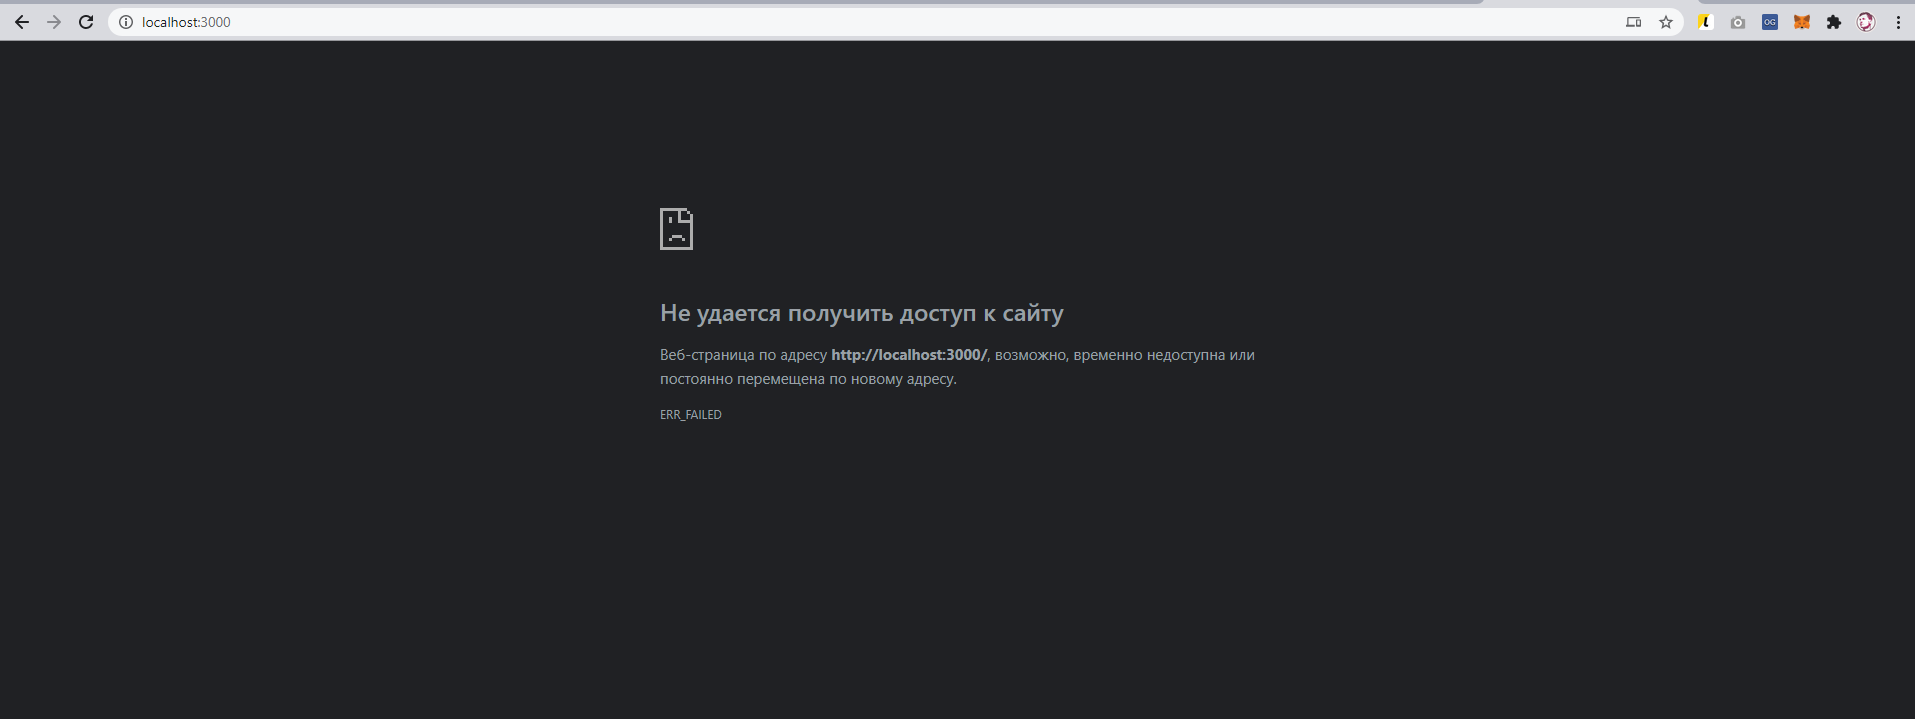 localhost:3000
OG
Не удается получить доступ к сайту
Веб-страница по адресу http://localhost:3000/, возможно, временно недоступна или
постоянно перемещена по новому адресу.
ERR_FAILED